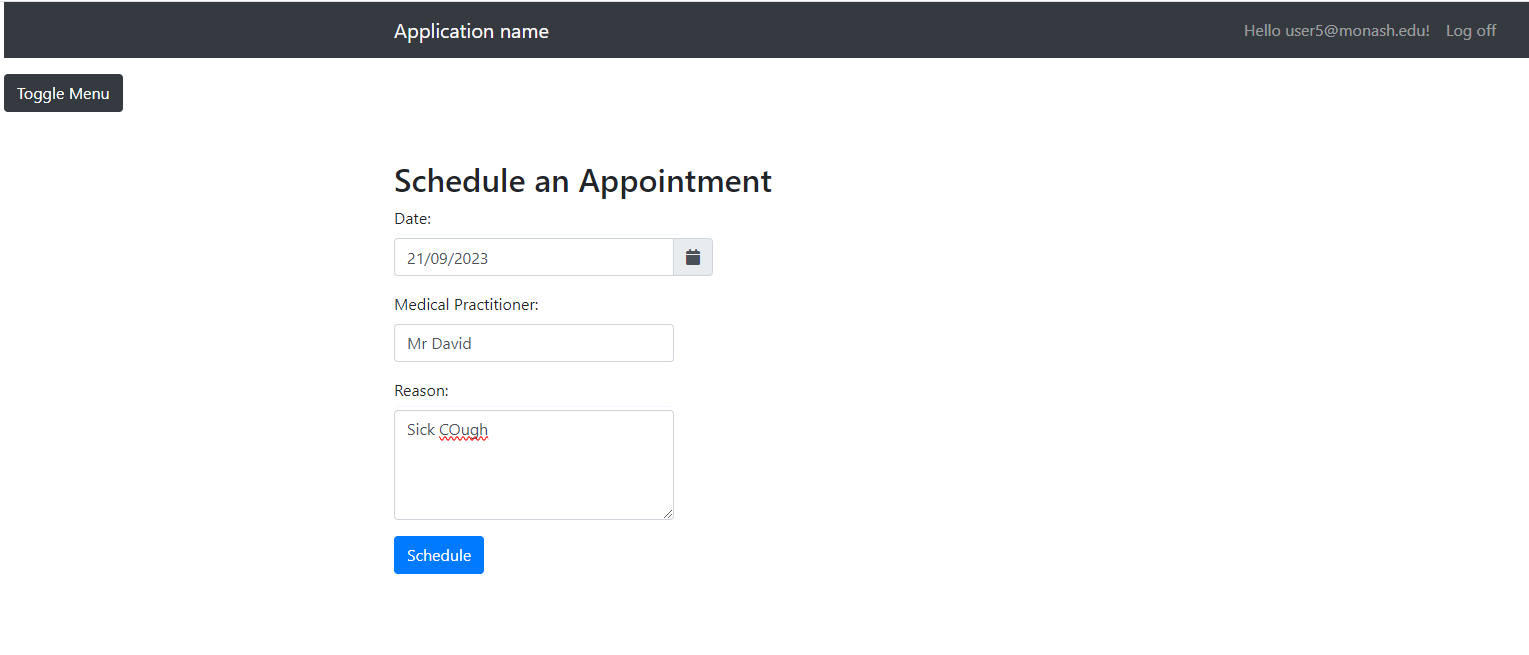 Application name
Hello user5@monash.edu! Log off
Toggle Menu
Schedule an Appointment
Date:
21/09/2023
Medical Practitioner:
Mr David
Reason:
Sick COugh
Schedule